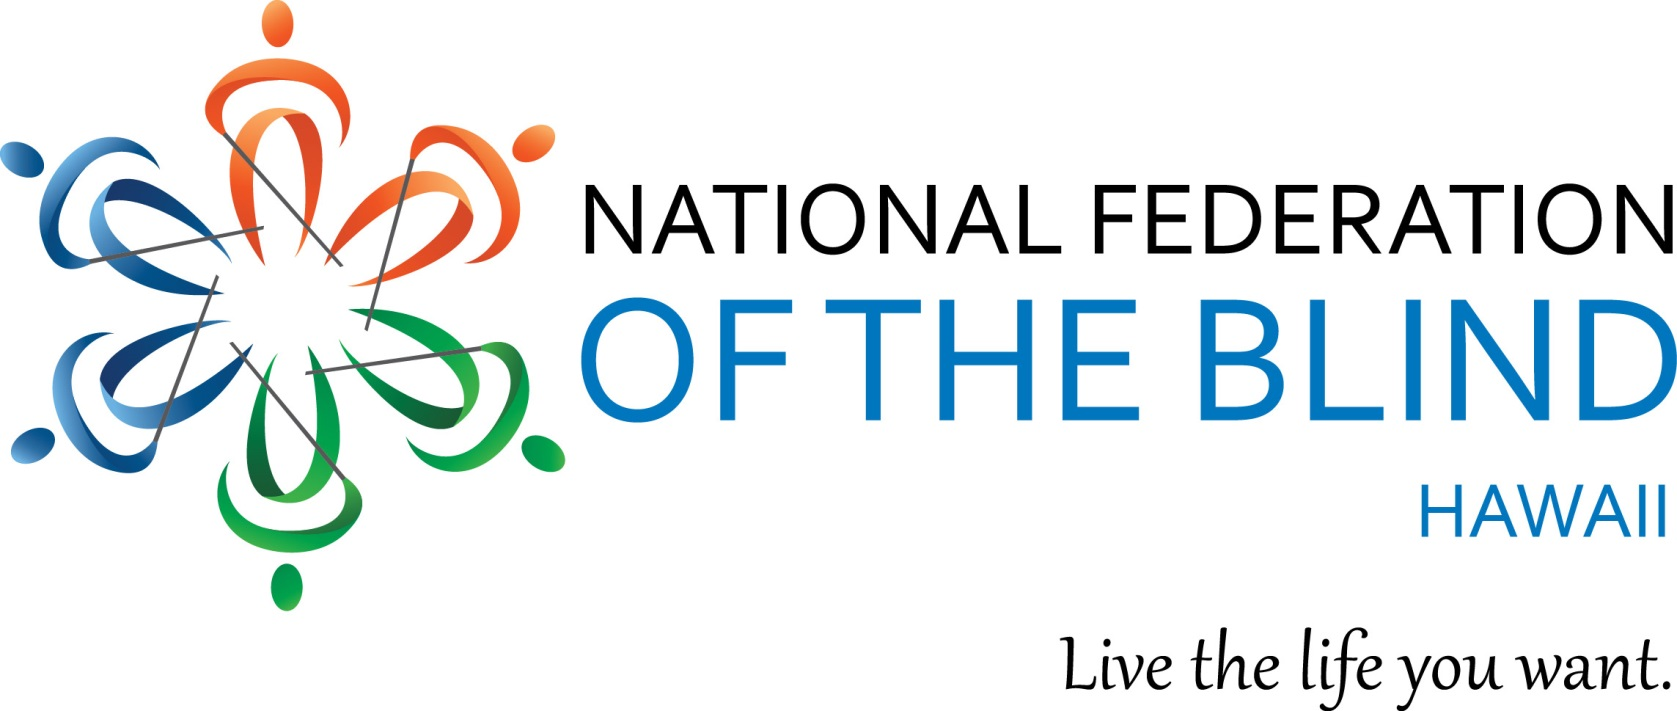 NATIONAL FEDERATION
OF THE BLIND
HAWAII
Live the life you want.